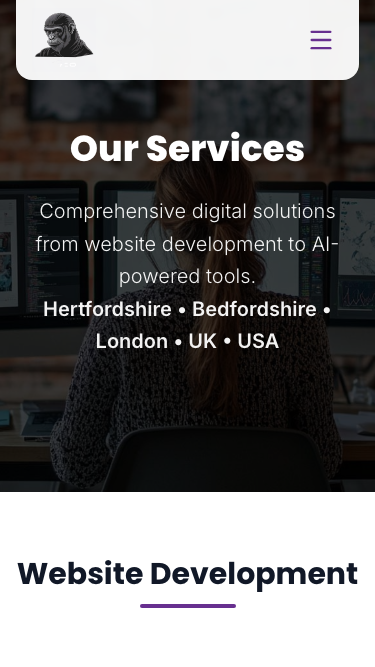 Our Services
Comprehensive digital solutions
from website development to AI-
powered tools.
Hertfordshire • Bedfordshire •
London • UK • USA
Website Development